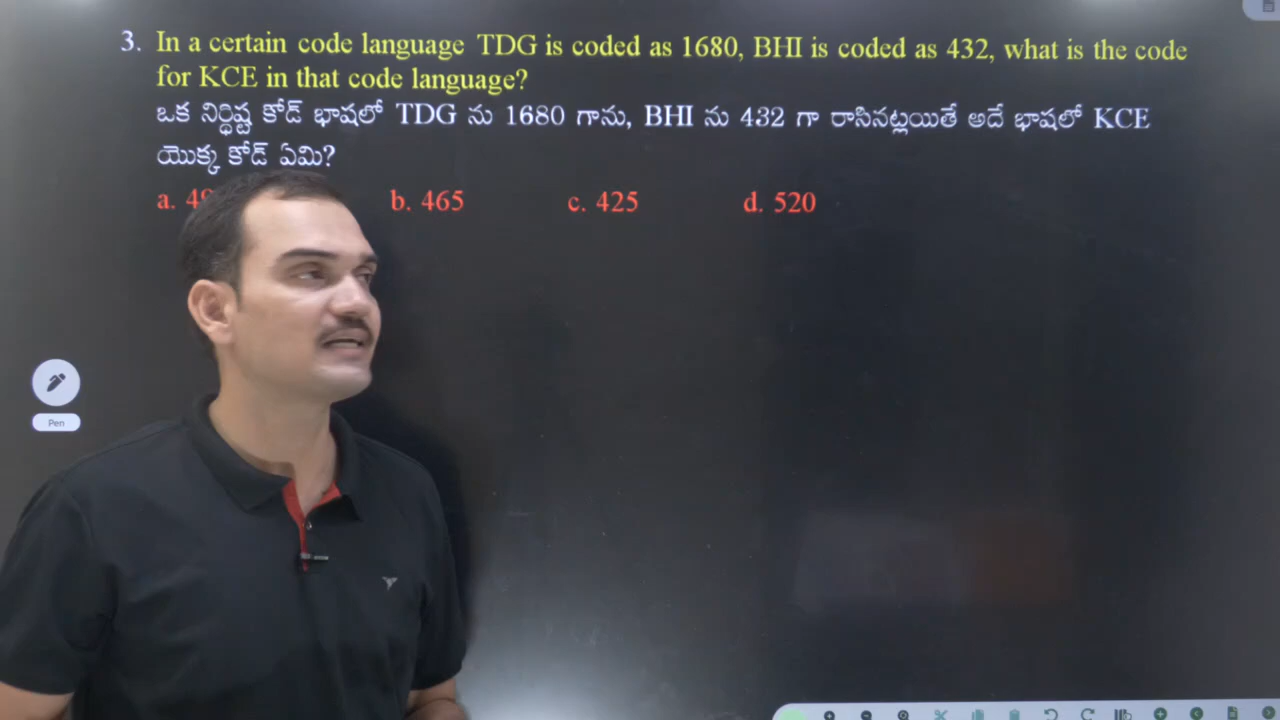 3. In a certain code language TDG is coded as 1680, BHI is coded as 432, what is the code
for KCE in that code language?
ఒక నిర్ధిష్ట కోడ్ భాషలో TDG ను 1680 గాను, BHI ను 432 గా రాసినట్లయితే అదే భాషలో KCE
యొక్క కోడ్ ఏమి?
a. b. 465 c. 425 d. 520
Pen